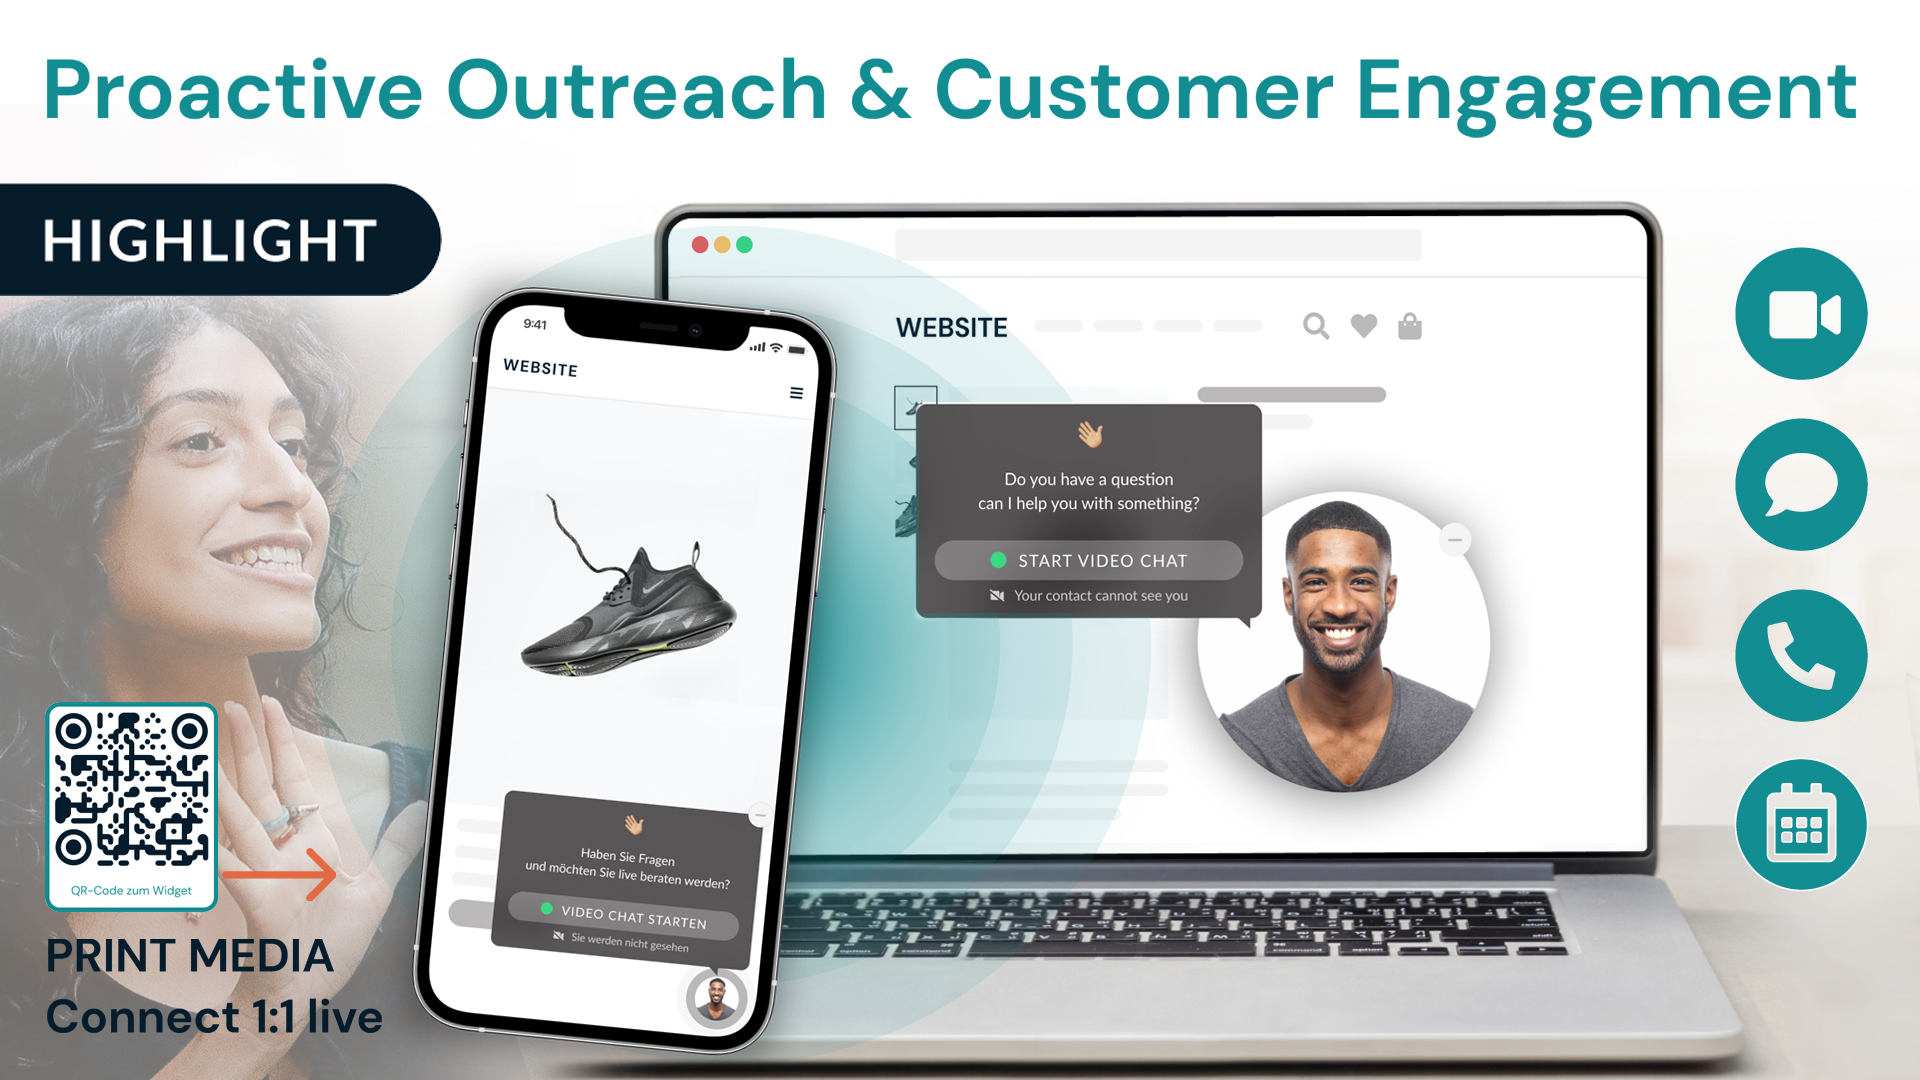 Proactive Outreach & Customer Engagement
HIGHLIGHT
9:41
WEBSITE
Haben Sie Fragen
und möchten Sie live beraten werden?
VIDEO CHAT STARTEN
Sie werden nicht gesehen
WEBSITE
Do you have a question
can I help you with something?
START VIDEO CHAT
Your contact cannot see you
QR-Code zum Widget
PRINT MEDIA
Connect 1:1 live